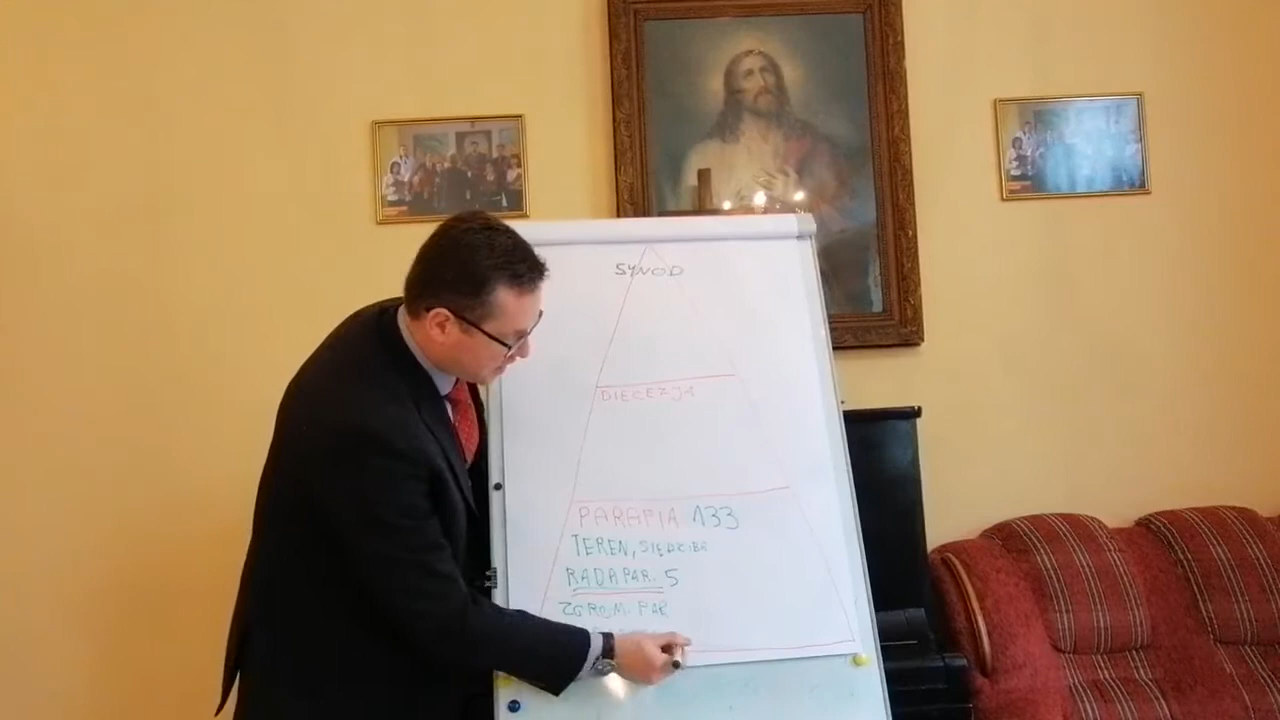 SYNOD
DIECEZJA
PARAFIA 133
TEREN, SIEDZIBA
RADA PAR. 5
ZGROM. PAR